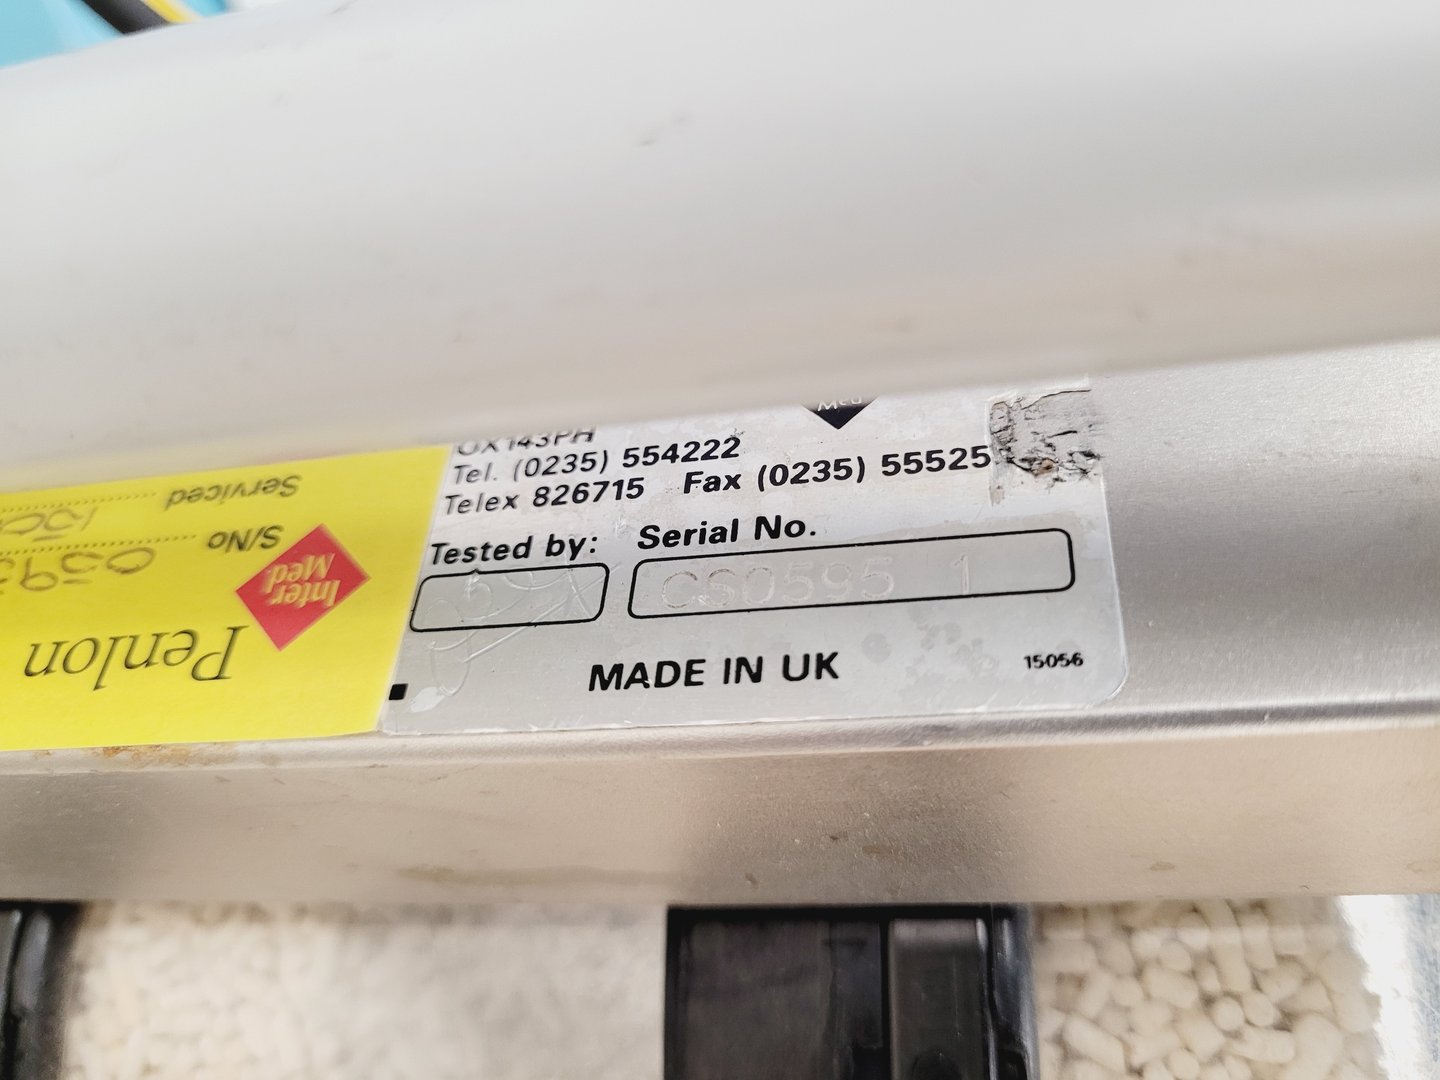 Med
OX143PH
Tel. (0235) 554222
Telex 826715 Fax (0235) 55525
Tested by: Serial No.
CS0595 1
MADE IN UK
15056
Penlon
Inter
Med
S/No
Serviced